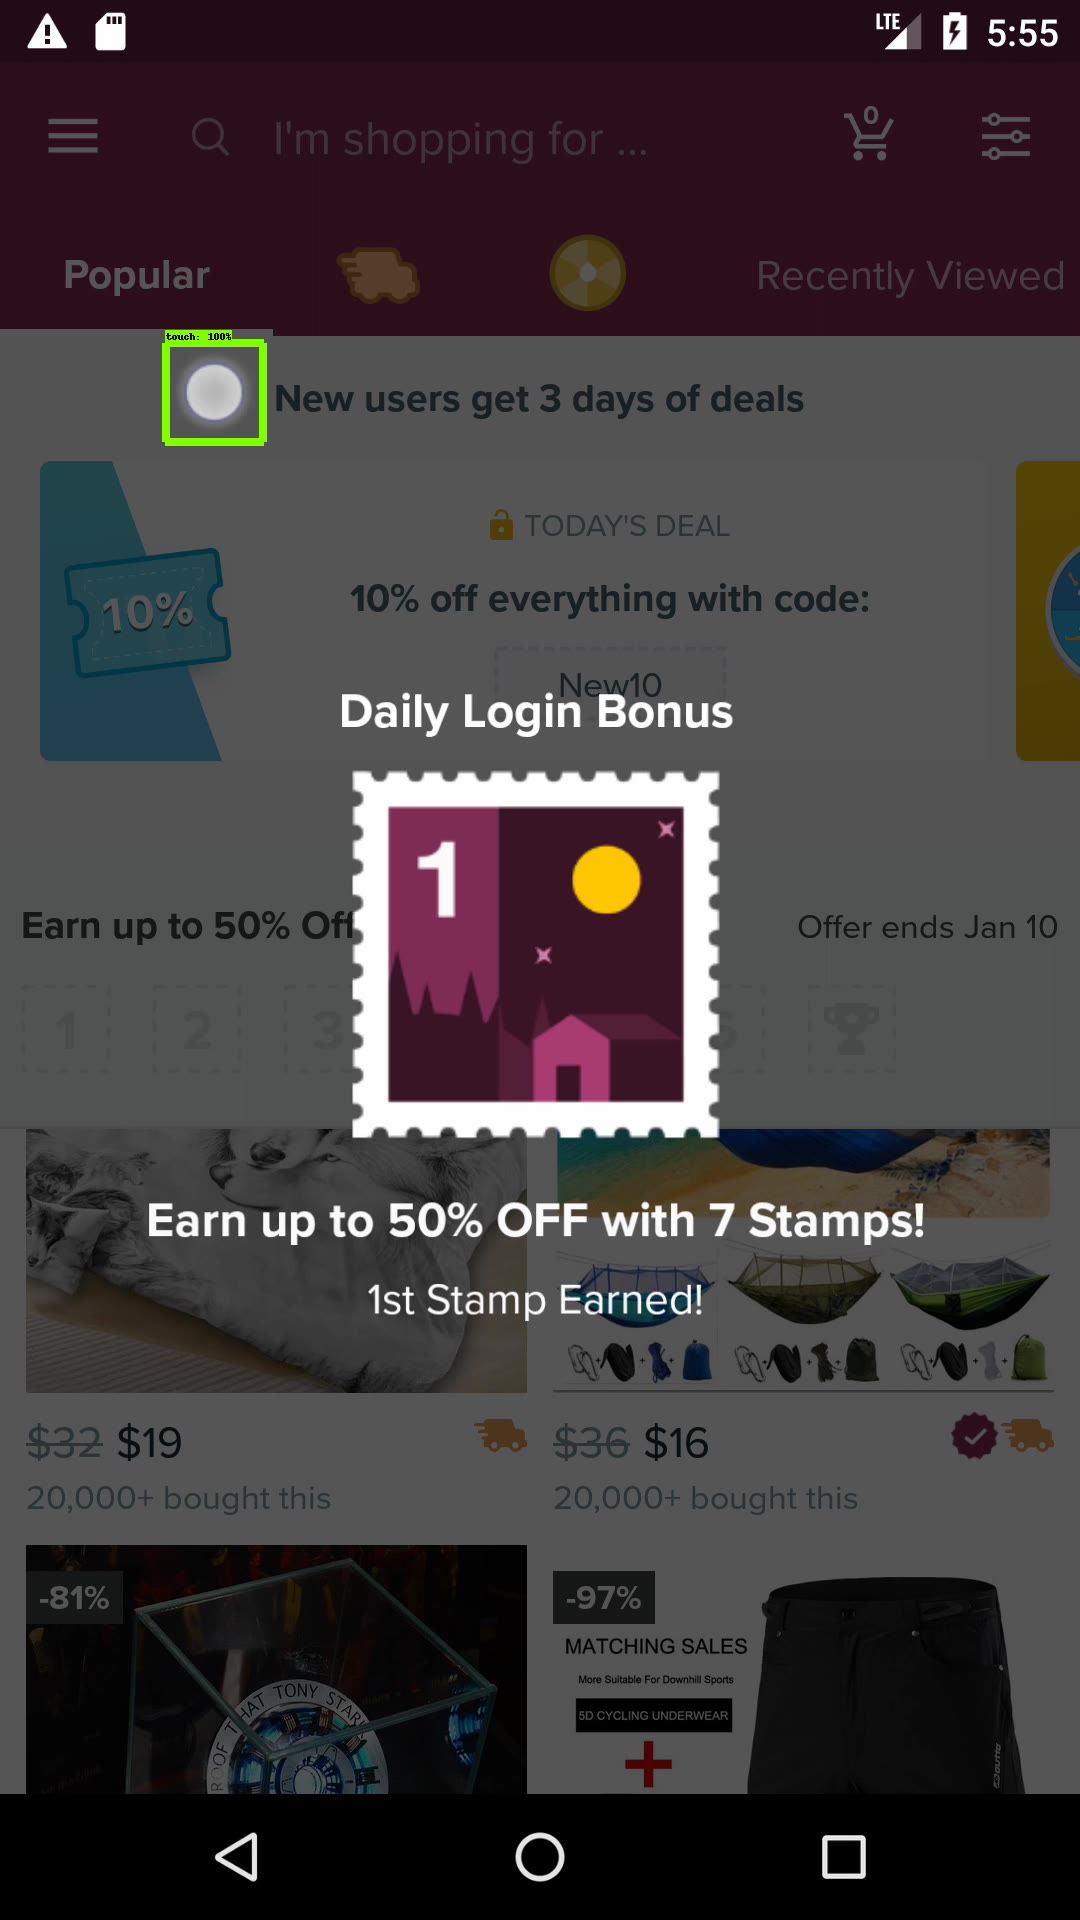 LTE 5:55
0
I'm shopping for ...
Popular
Recently Viewed
touch: 100%
New users get 3 days of deals
TODAY'S DEAL
10%
10% off everything with code:
New10
Daily Login Bonus
1
Earn up to 50% Off
Offer ends Jan 10
1 2 3 5
Earn up to 50% OFF with 7 Stamps!
1st Stamp Earned!
$32 $19
$36 $16
20,000+ bought this
20,000+ bought this
-81%
-97%
MATCHING SALES
More Suitable For Downhill Sports
5D CYCLING UNDERWEAR
ROOF THAT TONY STAR